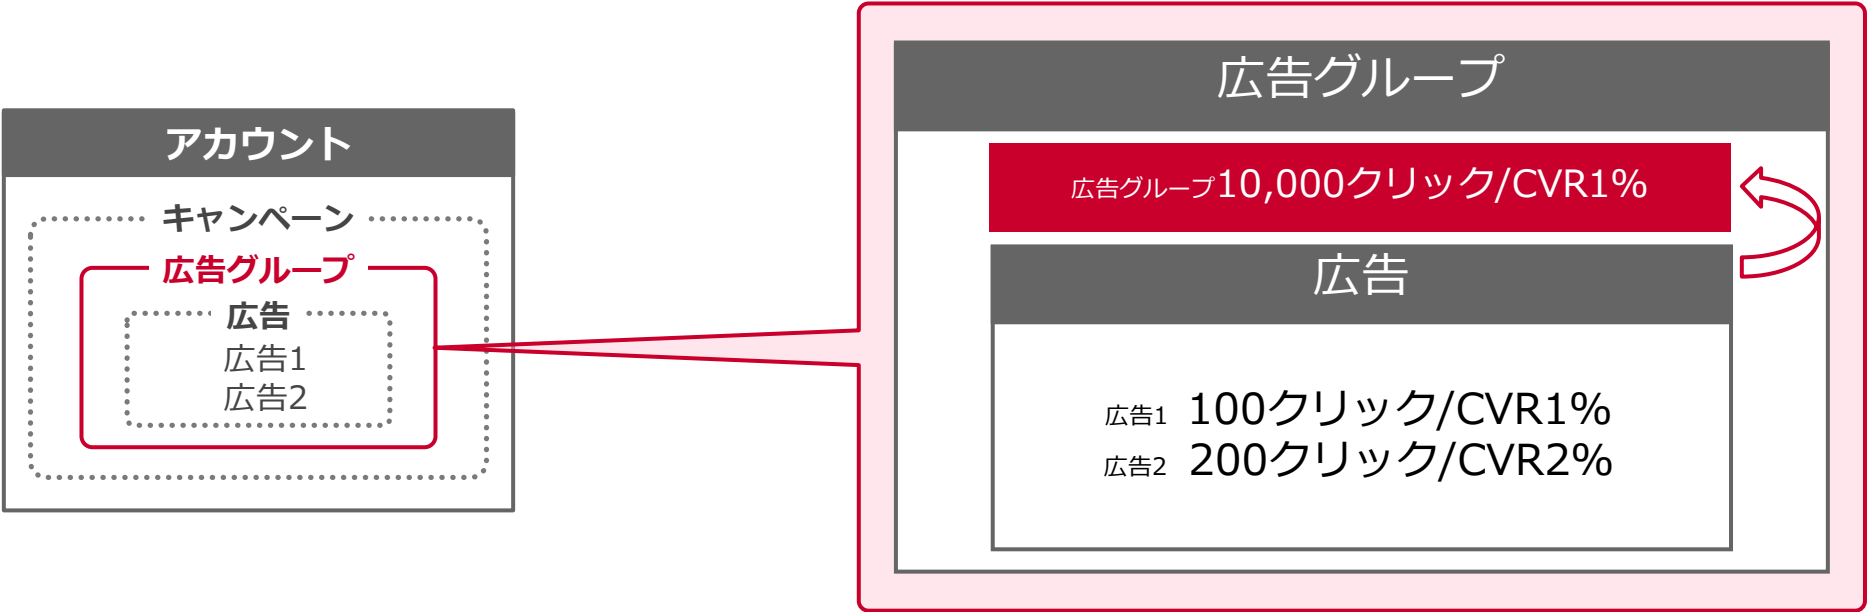 アカウント
キャンペーン
広告グループ
広告
広告1
広告2
広告グループ
広告グループ10,000クリック/CVR1%
広告
広告1 100クリック/CVR1%
広告2 200クリック/CVR2%